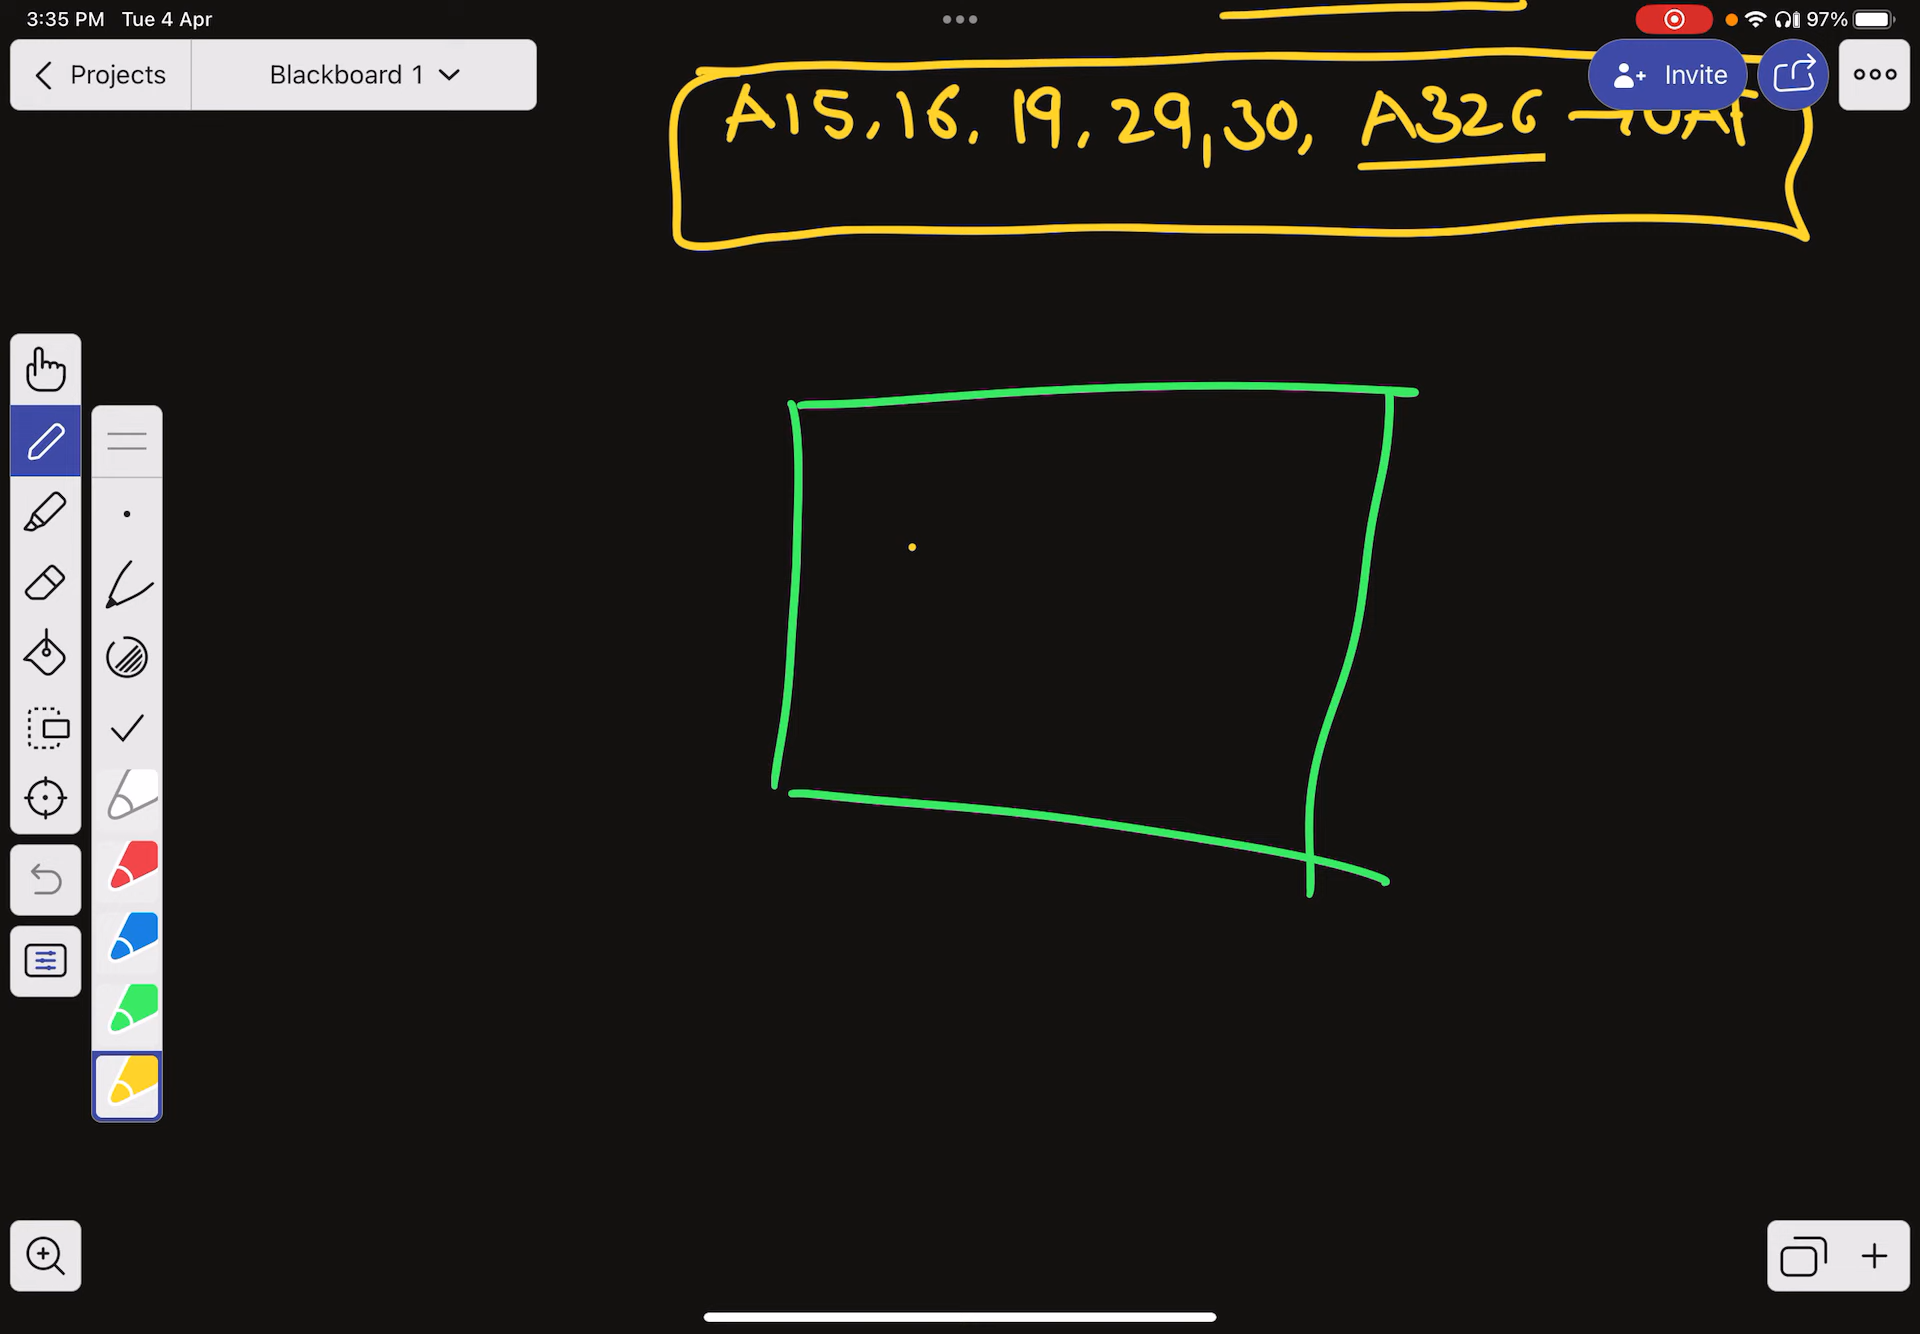 3:35 PM Tue 4 Apr
97%
Projects
Blackboard 1
Invite
A15, 16, 19, 29, 30, A326